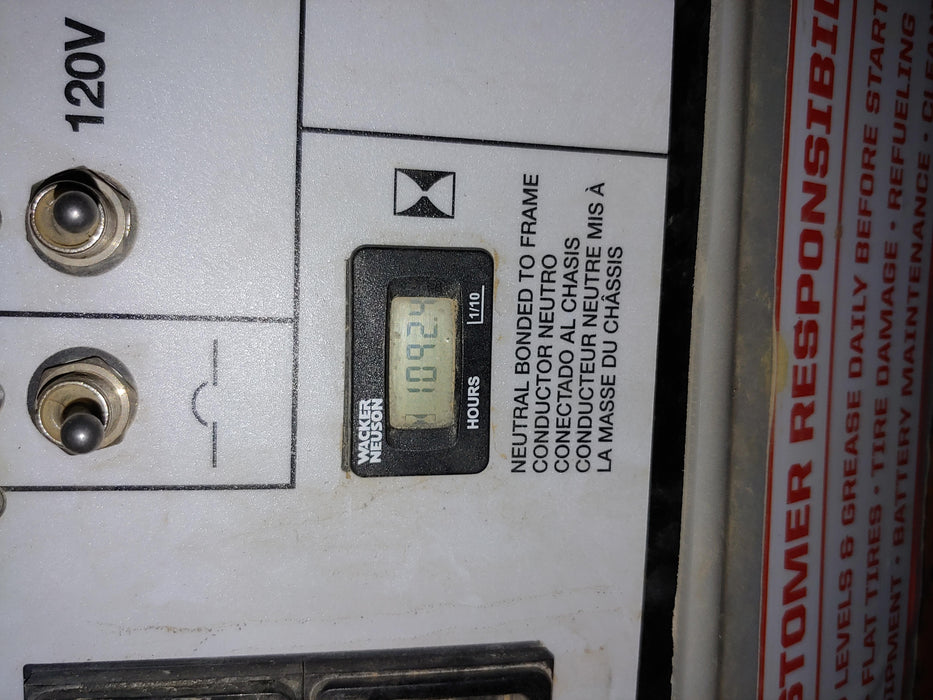 120V
WACKER
NEUSON
1092.4
HOURS
1/10
NEUTRAL BONDED TO FRAME
CONDUCTOR NEUTRO
CONECTADO AL CHASIS
CONDUCTEUR NEUTRE MIS À
LA MASSE DU CHÂSSIS
STOMER RESPONSIBIL
LEVELS & GREASE DAILY BEFORE START
FLAT TIRES • TIRE DAMAGE • REFUELING
IPMENT • BATTERY MAINTENANCE • CLEAN